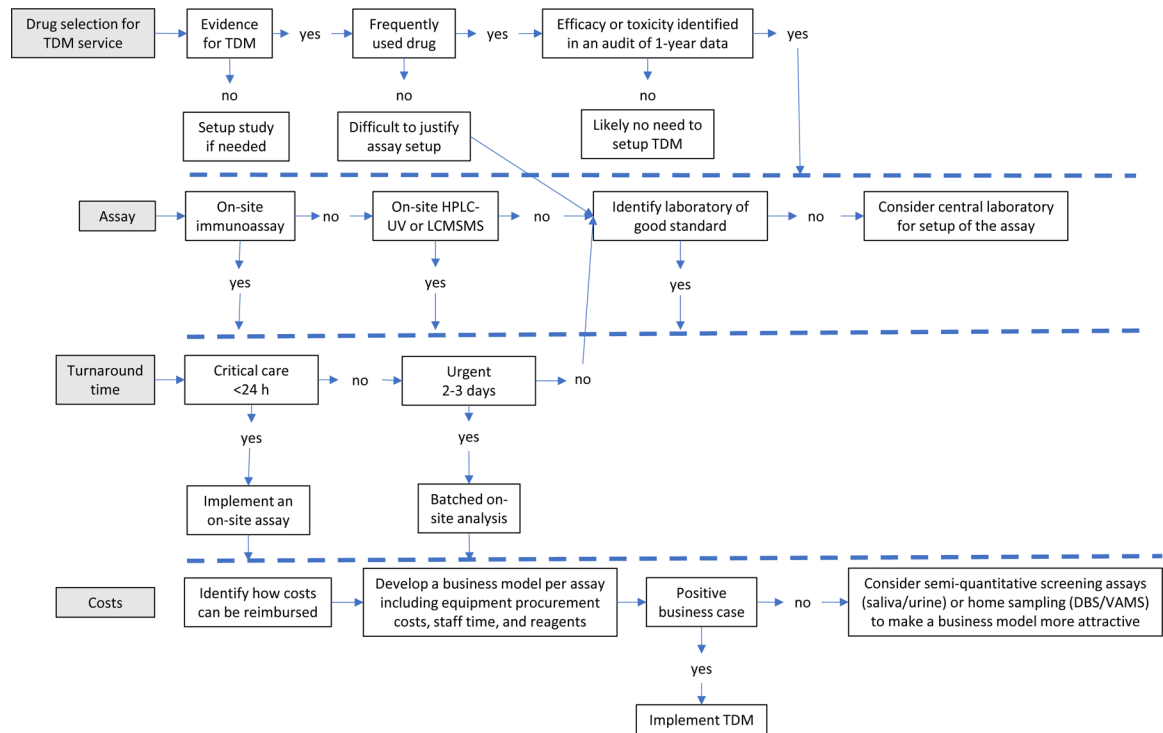 Drug selection for
TDM service
Evidence
for TDM
yes
Frequently
used drug
yes
Efficacy or toxicity identified
in an audit of 1-year data
yes
no
no
no
Setup study
if needed
Difficult to justify
assay setup
Likely no need to
setup TDM
Assay
On-site
immunoassay
no
On-site HPLC-
UV or LCMSMS
no
Identify laboratory of
good standard
no
Consider central laboratory
for setup of the assay
yes
yes
yes
Turnaround
time
Critical care
<24 h
no
Urgent
2-3 days
no
yes
yes
Implement an
on-site assay
Batched on-
site analysis
Costs
Identify how costs
can be reimbursed
Develop a business model per assay
including equipment procurement
costs, staff time, and reagents
Positive
business case
no
Consider semi-quantitative screening assays
(saliva/urine) or home sampling (DBS/VAMS)
to make a business model more attractive
yes
Implement TDM